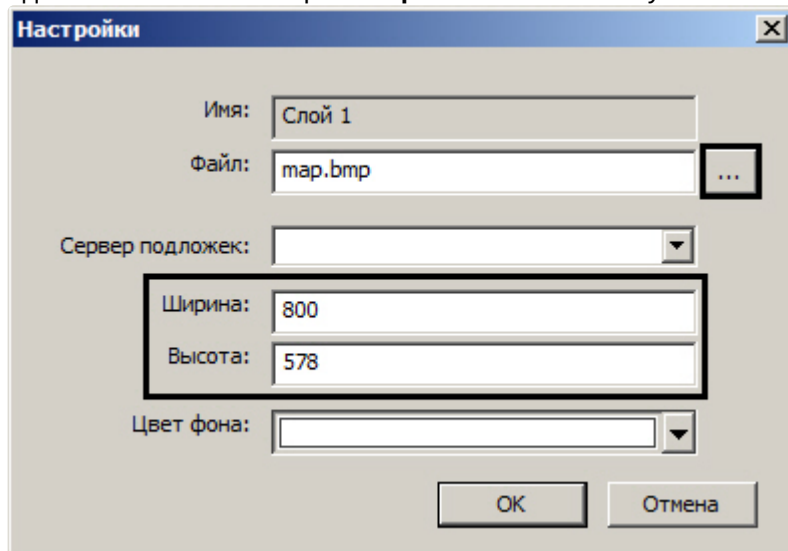 Настройки
Имя: Слой 1
Файл: map.bmp ...
Сервер подложек:
Ширина: 800
Высота: 578
Цвет фона:
OK Отмена